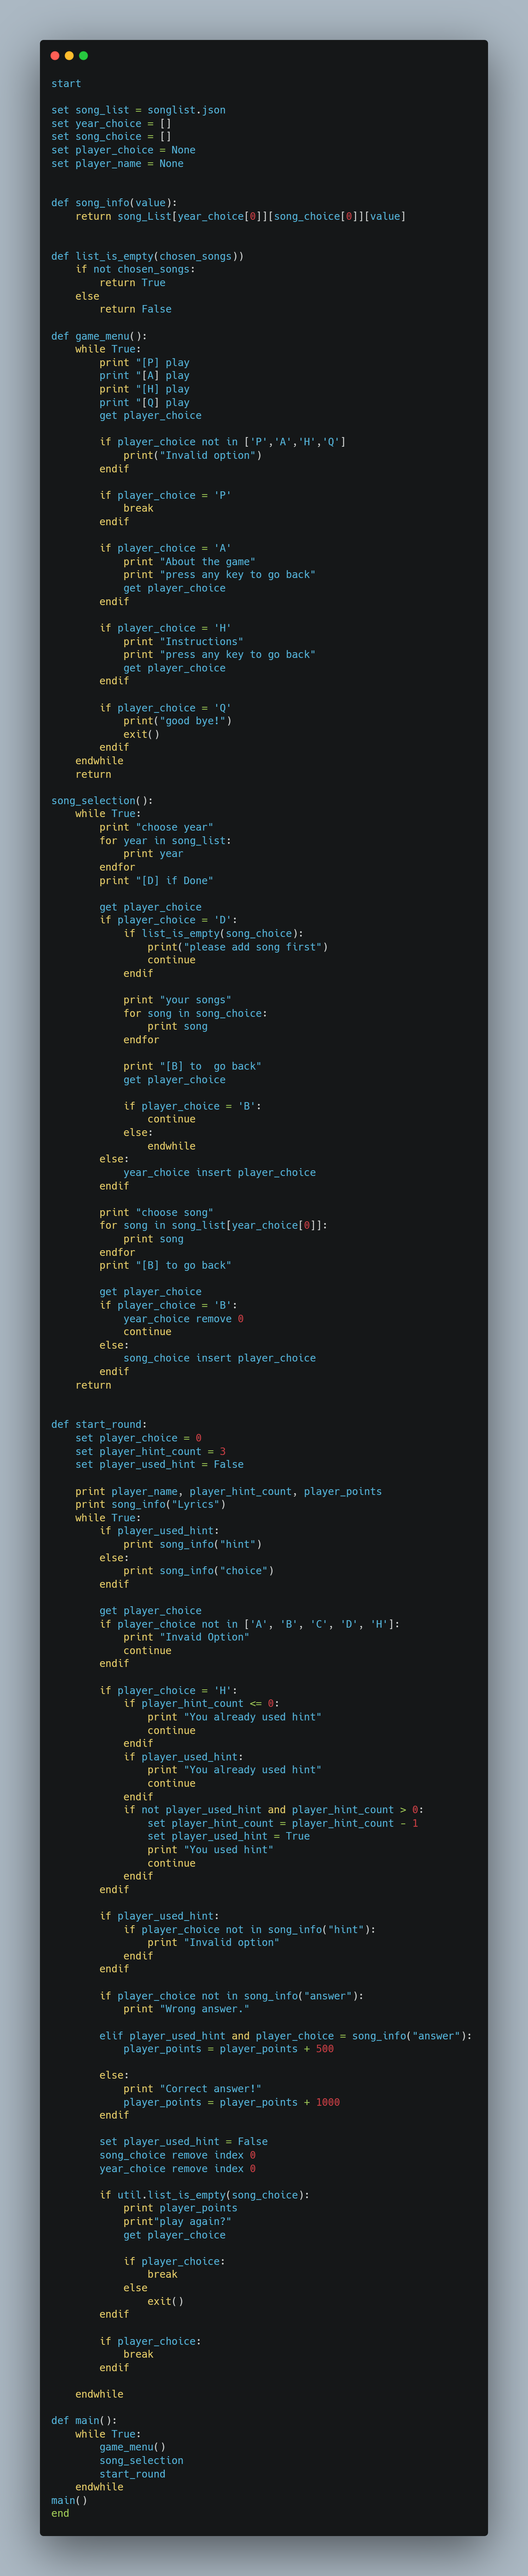 start
set song_list = songlist.json
set year_choice = []
set song_choice = []
set player_choice = None
set player_name = None
def song_info(value):
    return song_List[year_choice[0]][song_choice[0]][value]
def list_is_empty(chosen_songs))
    if not chosen_songs:
        return True
    else
        return False
def game_menu():
    while True:
        print "[P] play
        print "[A] play
        print "[H] play
        print "[Q] play
        get player_choice
        if player_choice not in ['P','A','H','Q']
            print("Invalid option")
        endif
        if player_choice = 'P'
            break
        endif
        if player_choice = 'A'
            print "About the game"
            print "press any key to go back"
            get player_choice
        endif
        if player_choice = 'H'
            print "Instructions"
            print "press any key to go back"
            get player_choice
        endif
        if player_choice = 'Q'
            print("good bye!")
            exit()
        endif
    endwhile
    return
song_selection():
    while True:
        print "choose year"
        for year in song_list:
            print year
        endfor
        print "[D] if Done"
        get player_choice
        if player_choice = 'D':
            if list_is_empty(song_choice):
                print("please add song first")
                continue
            endif
            print "your songs"
            for song in song_choice:
                print song
            endfor
            print "[B] to  go back"
            get player_choice
            if player_choice = 'B':
                continue
            else:
                endwhile
        else:
            year_choice insert player_choice
        endif
        print "choose song"
        for song in song_list[year_choice[0]]:
            print song
        endfor
        print "[B] to go back"
        get player_choice
        if player_choice = 'B':
            year_choice remove 0
            continue
        else:
            song_choice insert player_choice
        endif
    return
def start_round:
    set player_choice = 0
    set player_hint_count = 3
    set player_used_hint = False
    print player_name, player_hint_count, player_points
    print song_info("Lyrics")
    while True:
        if player_used_hint:
            print song_info("hint")
        else:
            print song_info("choice")
        endif
        get player_choice
        if player_choice not in ['A', 'B', 'C', 'D', 'H']:
            print "Invaid Option"
            continue
        endif
        if player_choice = 'H':
            if player_hint_count <= 0:
                print "You already used hint"
                continue
            endif
            if player_used_hint:
                print "You already used hint"
                continue
            endif
            if not player_used_hint and player_hint_count > 0:
                set player_hint_count = player_hint_count - 1
                set player_used_hint = True
                print "You used hint"
                continue
            endif
        endif
        if player_used_hint:
            if player_choice not in song_info("hint"):
                print "Invalid option"
            endif
        endif
        if player_choice not in song_info("answer"):
            print "Wrong answer."
        elif player_used_hint and player_choice = song_info("answer"):
            player_points = player_points + 500
        else:
            print "Correct answer!"
            player_points = player_points + 1000
        endif
        set player_used_hint = False
        song_choice remove index 0
        year_choice remove index 0
        if util.list_is_empty(song_choice):
            print player_points
            print"play again?"
            get player_choice
            if player_choice:
                break
            else
                exit()
        endif
        if player_choice:
            break
        endif
    endwhile
def main():
    while True:
        game_menu()
        song_selection
        start_round
    endwhile
main()
end